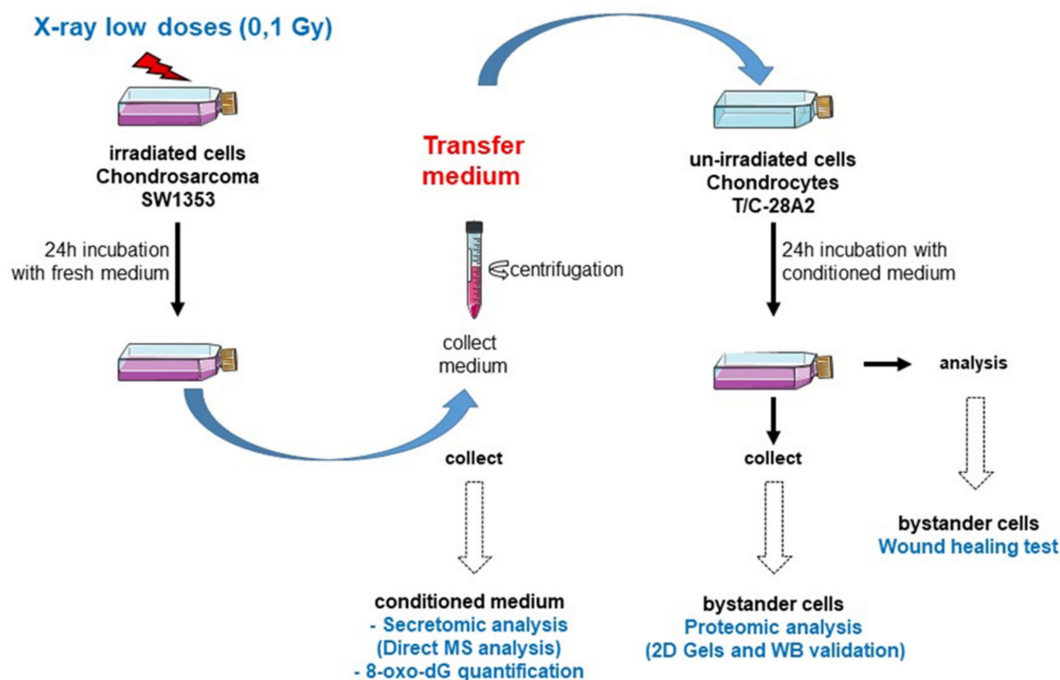 X-ray low doses (0,1 Gy)
irradiated cells
Chondrosarcoma
SW1353
24h incubation
with fresh medium
Transfer
medium
centrifugation
collect
medium
collect
conditioned medium
- Secretomic analysis
(Direct MS analysis)
- 8-oxo-dG quantification
un-irradiated cells
Chondrocytes
T/C-28A2
24h incubation with
conditioned medium
analysis
collect
bystander cells
Wound healing test
bystander cells
Proteomic analysis
(2D Gels and WB validation)